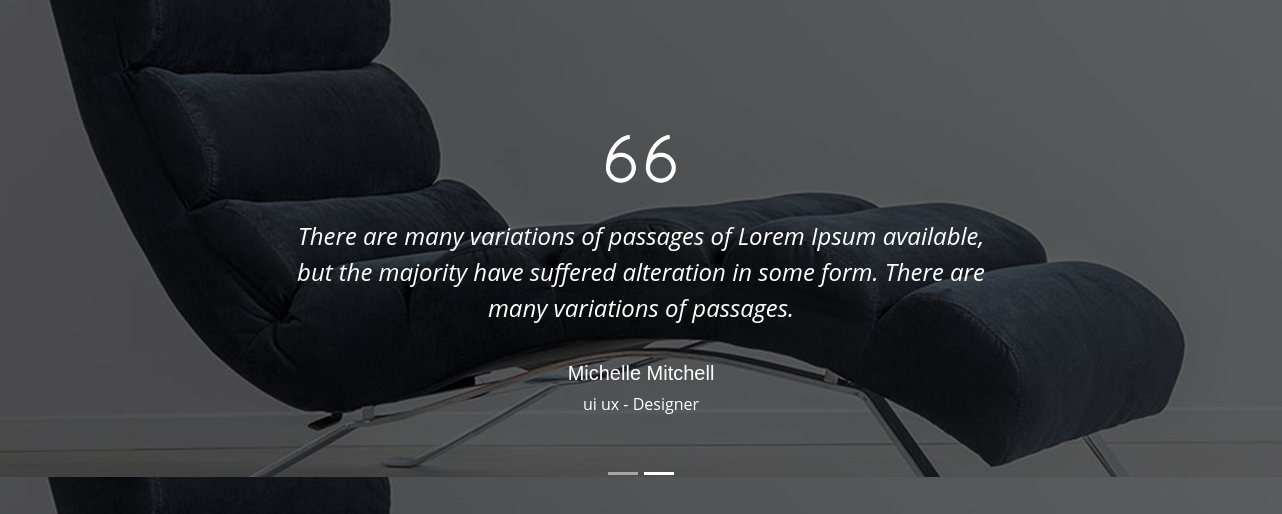 66
There are many variations of passages of Lorem Ipsum available,
but the majority have suffered alteration in some form. There are
many variations of passages.
Michelle Mitchell
ui ux - Designer